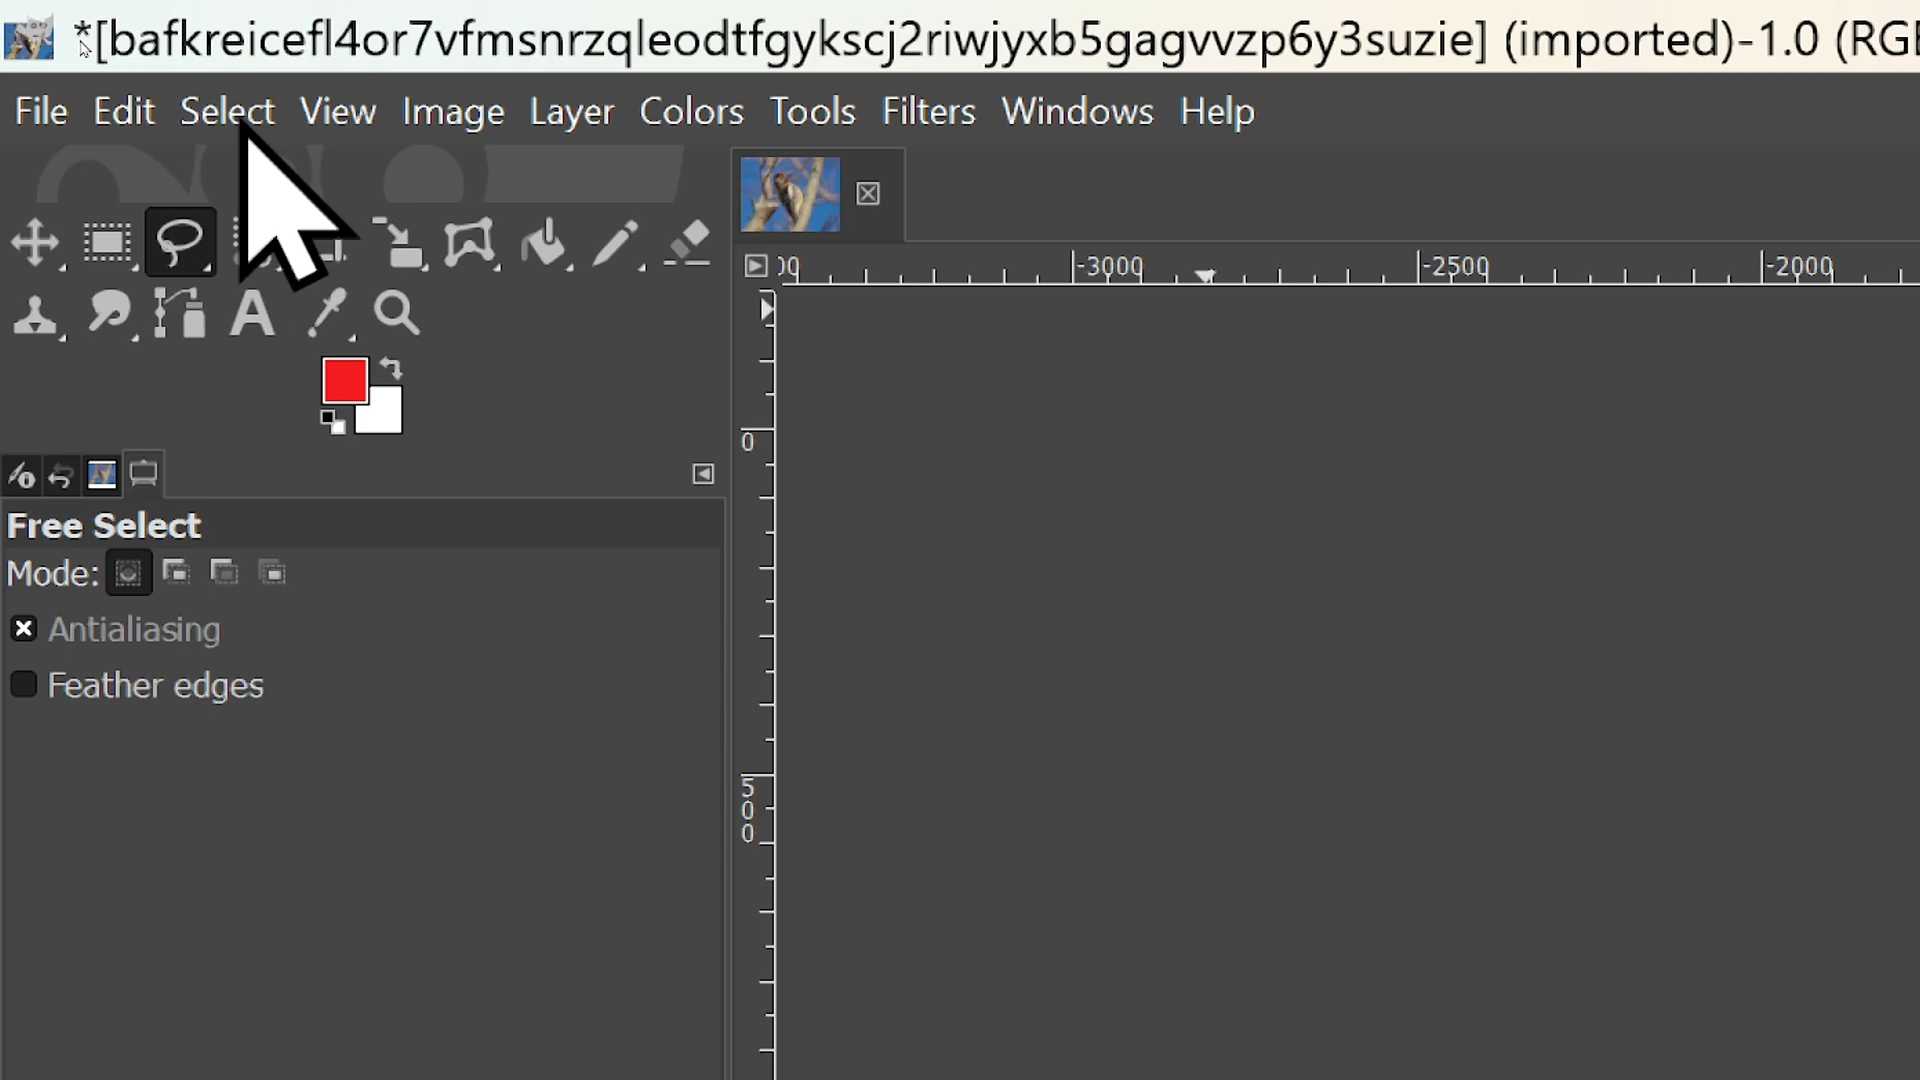 *[bafkreicefl4or7vfmsnrzqleodtfgykscj2riwjyxb5gagvvzp6y3suzie] (imported)-1.0 (RG
File Edit Select View Image Layer Colors Tools Filters Windows Help
-3000 -2500 -2000
0
500
Free Select
Mode:
Antialiasing
Feather edges